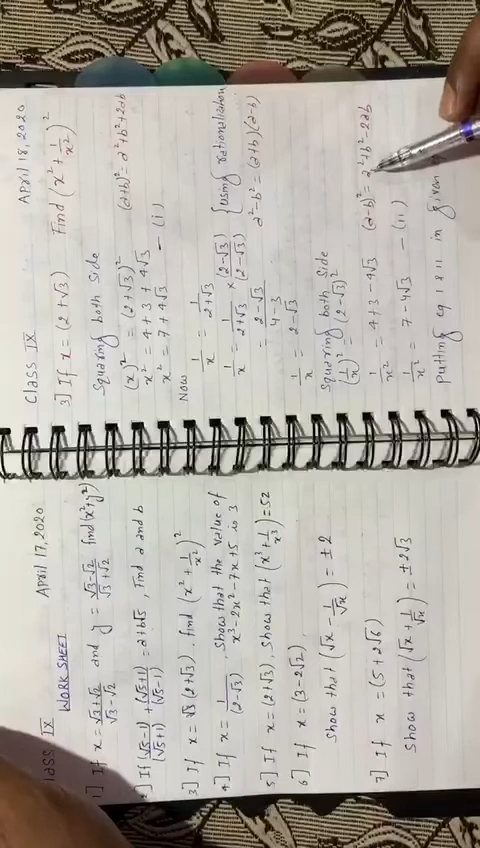 Class IX
April 17, 2020
WORK SHEET
1] If x = √3+√2/√3-√2 and y = √3-√2/√3+√2 find (x²+y²)
2] If (√5-1)/(√5+1) + (√5+1)/(√5-1) = a+b√5, Find a and b
3] If x = √3 (2+√3). find (x² + 1/x²)²
4] If x = 1/(2-√3). Show that the value of
x³-2x²-7x+5 is 3
5] If x = (2+√3). Show that (x³ + 1/x³) = 52
6] If x = (3-2√2)
Show that (√x - 1/√x) = ±2
7] If x = (5+2√6)
Show that (√x + 1/√x) = ±2√3
Class IX
April 18, 2020
3) If x = (2+√3) Find (x² + 1/x²)²
Squaring both side
(x)² = (2+√3)² (a+b)² = a²+b²+2ab
x² = 4+3+4√3
x² = 7+4√3 — (i)
Now 1/x = 1/2+√3
1/x = 1/2+√3 × (2-√3)/(2-√3) {using rationalization
= 2-√3/4-3 a²-b² = (a+b)(a-b)
1/x = 2-√3
Squaring both side
(1/x)² = (2-√3)²
1/x² = 4+3-4√3 (a-b)² = a²+b²-2ab
1/x² = 7-4√3 — (ii)
Putting eq 1 & 11 in given